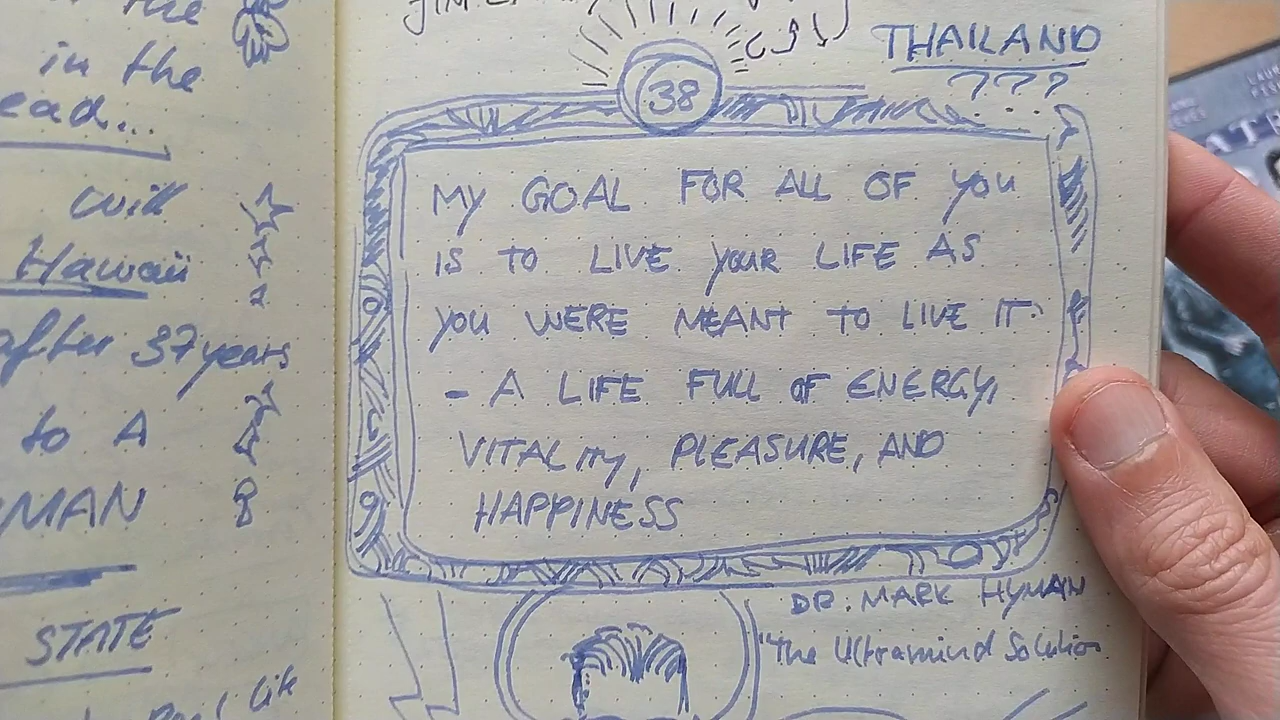 the
in the
ead...
will
Hawaii
after 37 years
to A
MAN
STATE
THAILAND
???
38
MY GOAL FOR ALL OF YOU
IS TO LIVE YOUR LIFE AS
YOU WERE MEANT TO LIVE IT
- A LIFE FULL OF ENERGY,
VITALITY, PLEASURE, AND
HAPPINESS
DR. MARK HYMAN
"The Ultramind Solution